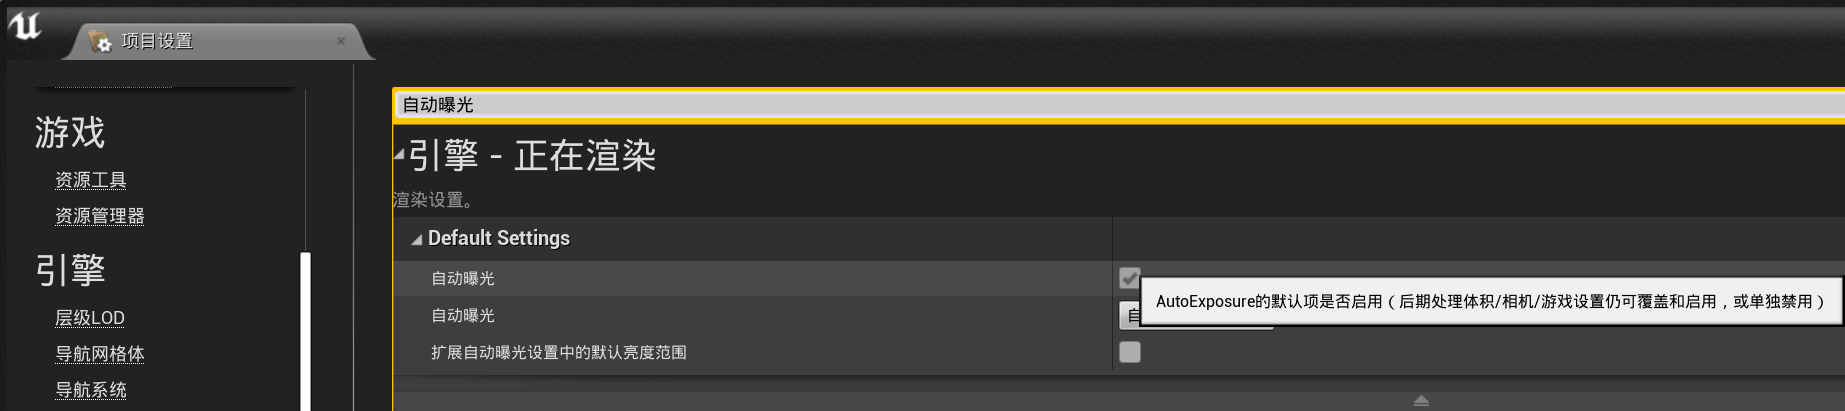 项目设置
游戏
资源工具
资源管理器
引擎
层级LOD
导航网格体
导航系统
自动曝光
引擎 - 正在渲染
渲染设置。
Default Settings
自动曝光
AutoExposure的默认项是否启用（后期处理体积/相机/游戏设置仍可覆盖和启用，或单独禁用）
自动曝光
扩展自动曝光设置中的默认亮度范围